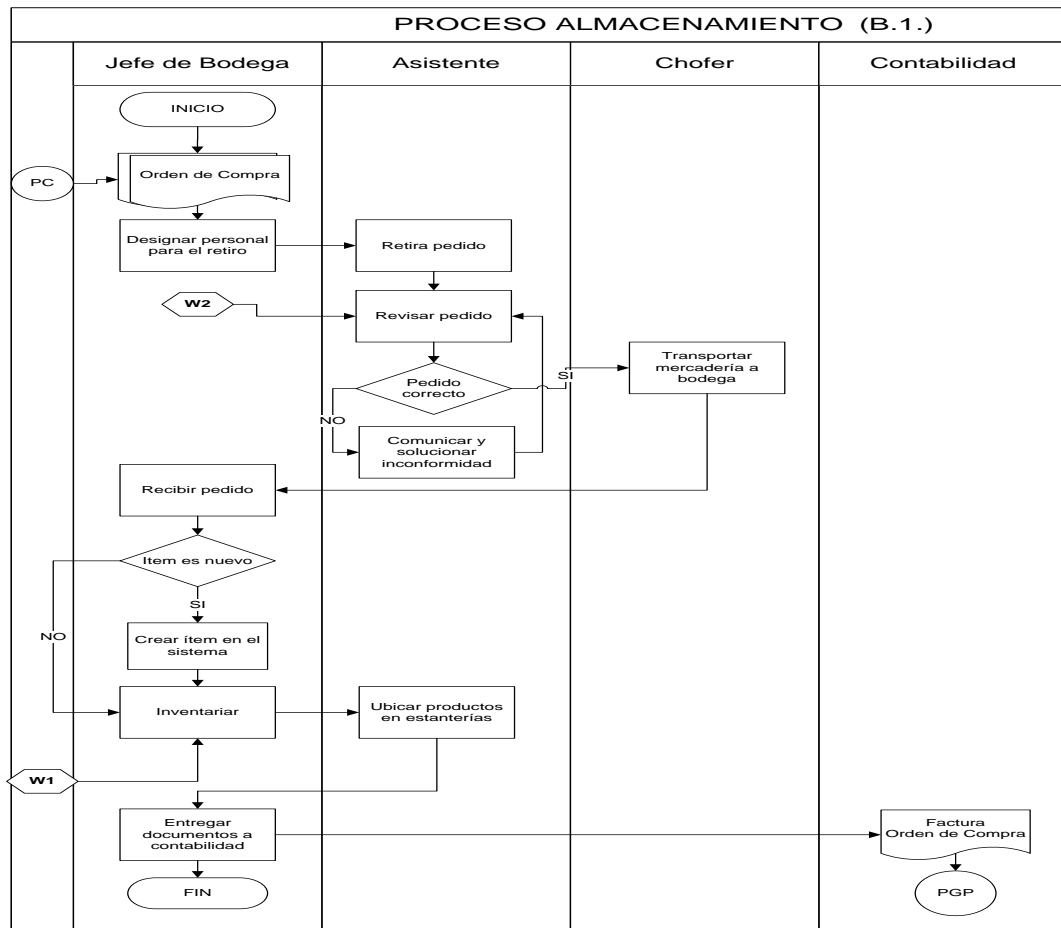 PROCESO ALMACENAMIENTO (B.1.)
Jefe de Bodega
Asistente
Chofer
Contabilidad
INICIO
PC
Orden de Compra
Designar personal
para el retiro
Retira pedido
W2
Revisar pedido
Pedido
correcto
SI
Transportar
mercadería a
bodega
NO
Comunicar y
solucionar
inconformidad
Recibir pedido
Item es nuevo
SI
NO
Crear ítem en el
sistema
Inventariar
Ubicar productos
en estanterías
W1
Entregar
documentos a
contabilidad
Factura
Orden de Compra
FIN
PGP